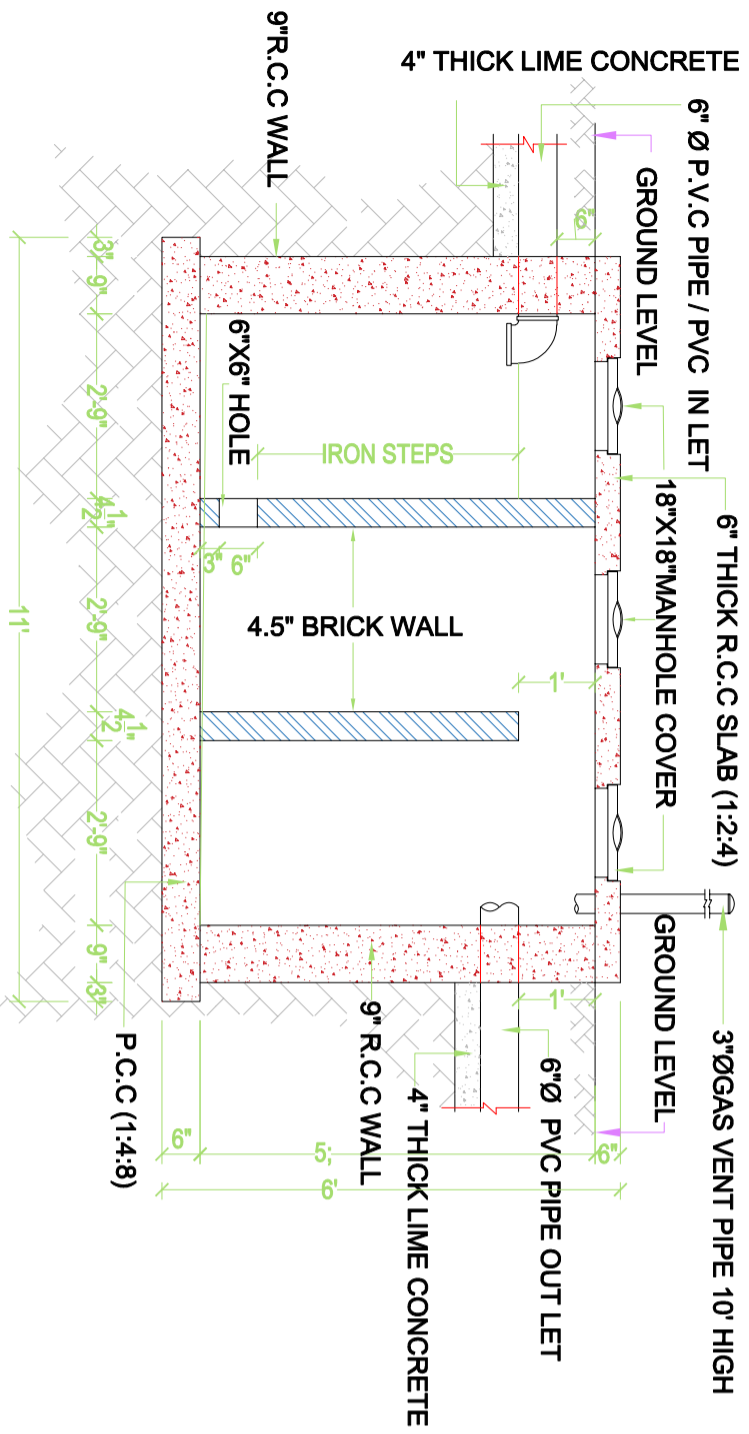 4" THICK LIME CONCRETE
6" Ø P.V.C PIPE / PVC IN LET
GROUND LEVEL
18"X18"MANHOLE COVER
6" THICK R.C.C SLAB (1:2:4)
3"ØGAS VENT PIPE 10' HIGH
GROUND LEVEL
9"R.C.C WALL
6"
6"X6" HOLE
IRON STEPS
3"
6"
4.5" BRICK WALL
1'
1'
6"Ø PVC PIPE OUT LET
9" R.C.C WALL
4" THICK LIME CONCRETE
P.C.C (1:4:8)
6"
5;
6"
6'
3"
9"
2'-9"
4 1/2"
2'-9"
4 1/2"
2'-9"
9"
3"
11'